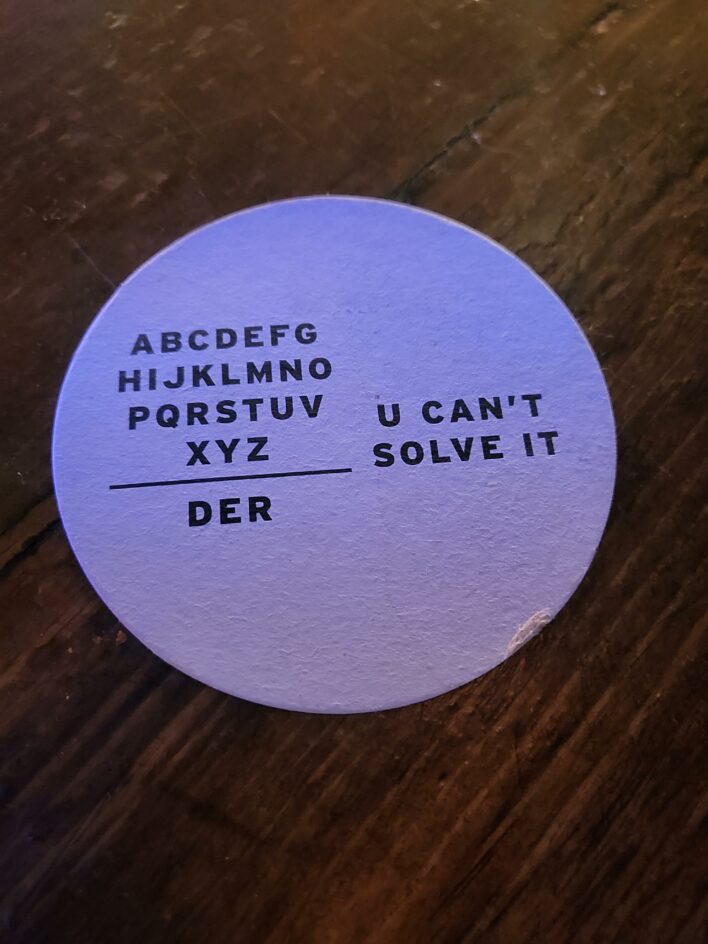 ABCDEFG
HIJKLMNO
PQRSTUV
XYZ
DER
U CAN'T
SOLVE IT